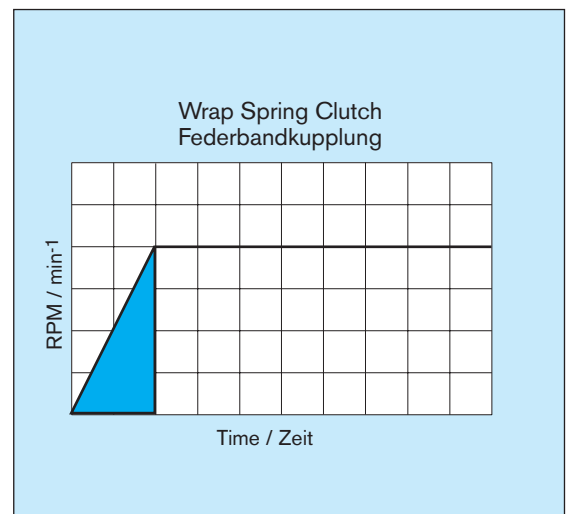 Wrap Spring Clutch
Federbandkupplung
RPM / min-1
Time / Zeit